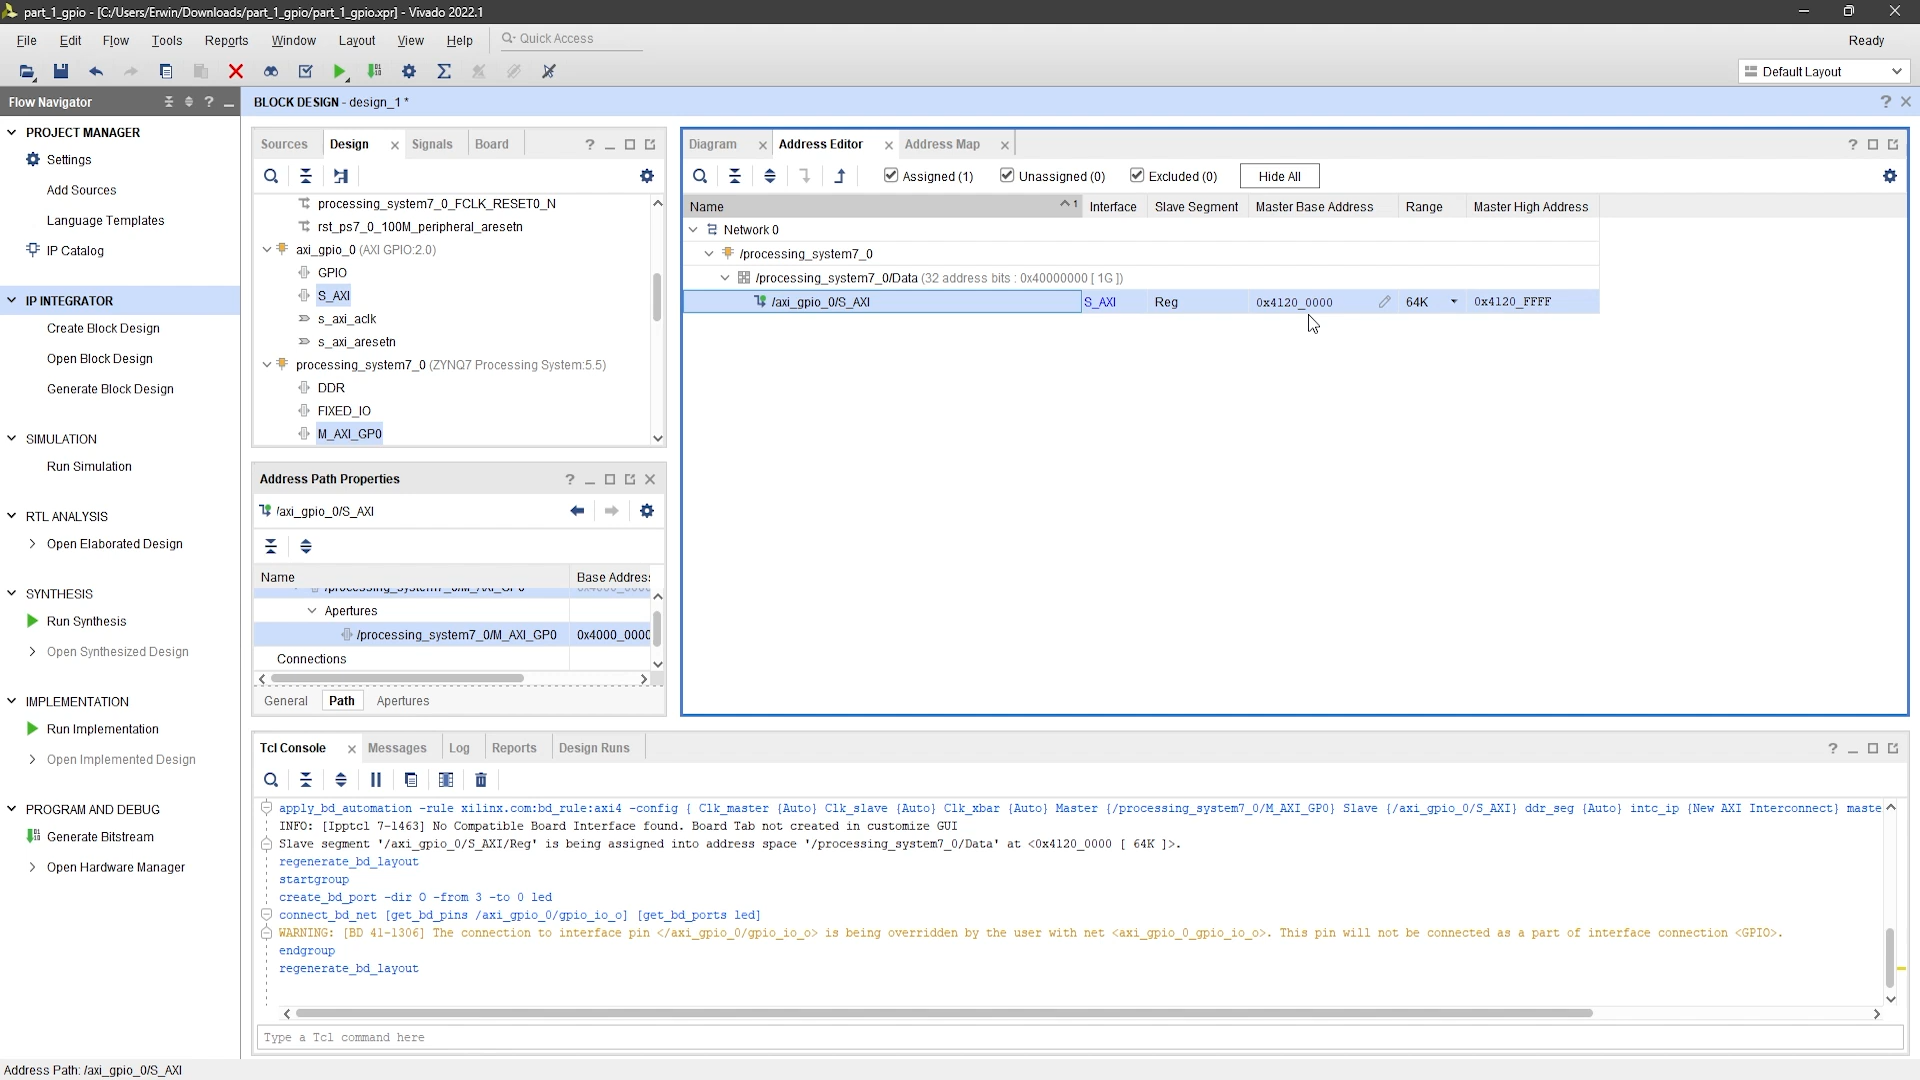 part_1_gpio - [C:/Users/Erwin/Downloads/part_1_gpio/part_1_gpio.xpr] - Vivado 2022.1
File Edit Flow Tools Reports Window Layout View Help Quick Access Ready
Default Layout
Flow Navigator
PROJECT MANAGER
Settings
Add Sources
Language Templates
IP Catalog
IP INTEGRATOR
Create Block Design
Open Block Design
Generate Block Design
SIMULATION
Run Simulation
RTL ANALYSIS
Open Elaborated Design
SYNTHESIS
Run Synthesis
Open Synthesized Design
IMPLEMENTATION
Run Implementation
Open Implemented Design
PROGRAM AND DEBUG
Generate Bitstream
Open Hardware Manager
BLOCK DESIGN - design_1 *
Sources Design Signals Board
processing_system7_0_FCLK_RESET0_N
rst_ps7_0_100M_peripheral_aresetn
axi_gpio_0 (AXI GPIO:2.0)
GPIO
S_AXI
s_axi_aclk
s_axi_aresetn
processing_system7_0 (ZYNQ7 Processing System:5.5)
DDR
FIXED_IO
M_AXI_GP0
Address Path Properties
/axi_gpio_0/S_AXI
Name Base Addres
Apertures
/processing_system7_0/M_AXI_GP0 0x4000_0000
Connections
General Path Apertures
Diagram Address Editor Address Map
Assigned (1) Unassigned (0) Excluded (0) Hide All
Name 1 Interface Slave Segment Master Base Address Range Master High Address
Network 0
/processing_system7_0
/processing_system7_0/Data (32 address bits : 0x40000000 [ 1G ])
/axi_gpio_0/S_AXI S_AXI Reg 0x4120_0000 64K 0x4120_FFFF
Tcl Console Messages Log Reports Design Runs
apply_bd_automation -rule xilinx.com:bd_rule:axi4 -config { Clk_master {Auto} Clk_slave {Auto} Clk_xbar {Auto} Master {/processing_system7_0/M_AXI_GP0} Slave {/axi_gpio_0/S_AXI} ddr_seg {Auto} intc_ip {New AXI Interconnect} maste
INFO: [Ipptcl 7-1463] No Compatible Board Interface found. Board Tab not created in customize GUI
Slave segment '/axi_gpio_0/S_AXI/Reg' is being assigned into address space '/processing_system7_0/Data' at <0x4120_0000 [ 64K ]>.
regenerate_bd_layout
startgroup
create_bd_port -dir O -from 3 -to 0 led
connect_bd_net [get_bd_pins /axi_gpio_0/gpio_io_o] [get_bd_ports led]
WARNING: [BD 41-1306] The connection to interface pin </axi_gpio_0/gpio_io_o> is being overridden by the user with net <axi_gpio_0_gpio_io_o>. This pin will not be connected as a part of interface connection <GPIO>.
endgroup
regenerate_bd_layout
Type a Tcl command here
Address Path: /axi_gpio_0/S_AXI